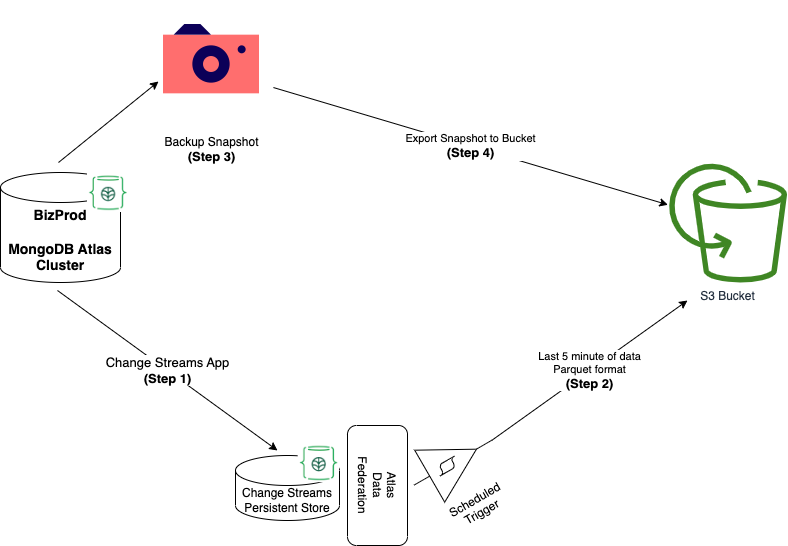 Backup Snapshot
(Step 3)
Export Snapshot to Bucket
(Step 4)
BizProd
MongoDB Atlas
Cluster
S3 Bucket
Change Streams App
(Step 1)
Last 5 minute of data
Parquet format
(Step 2)
Change Streams
Persistent Store
Atlas
Data
Federation
Scheduled
Trigger